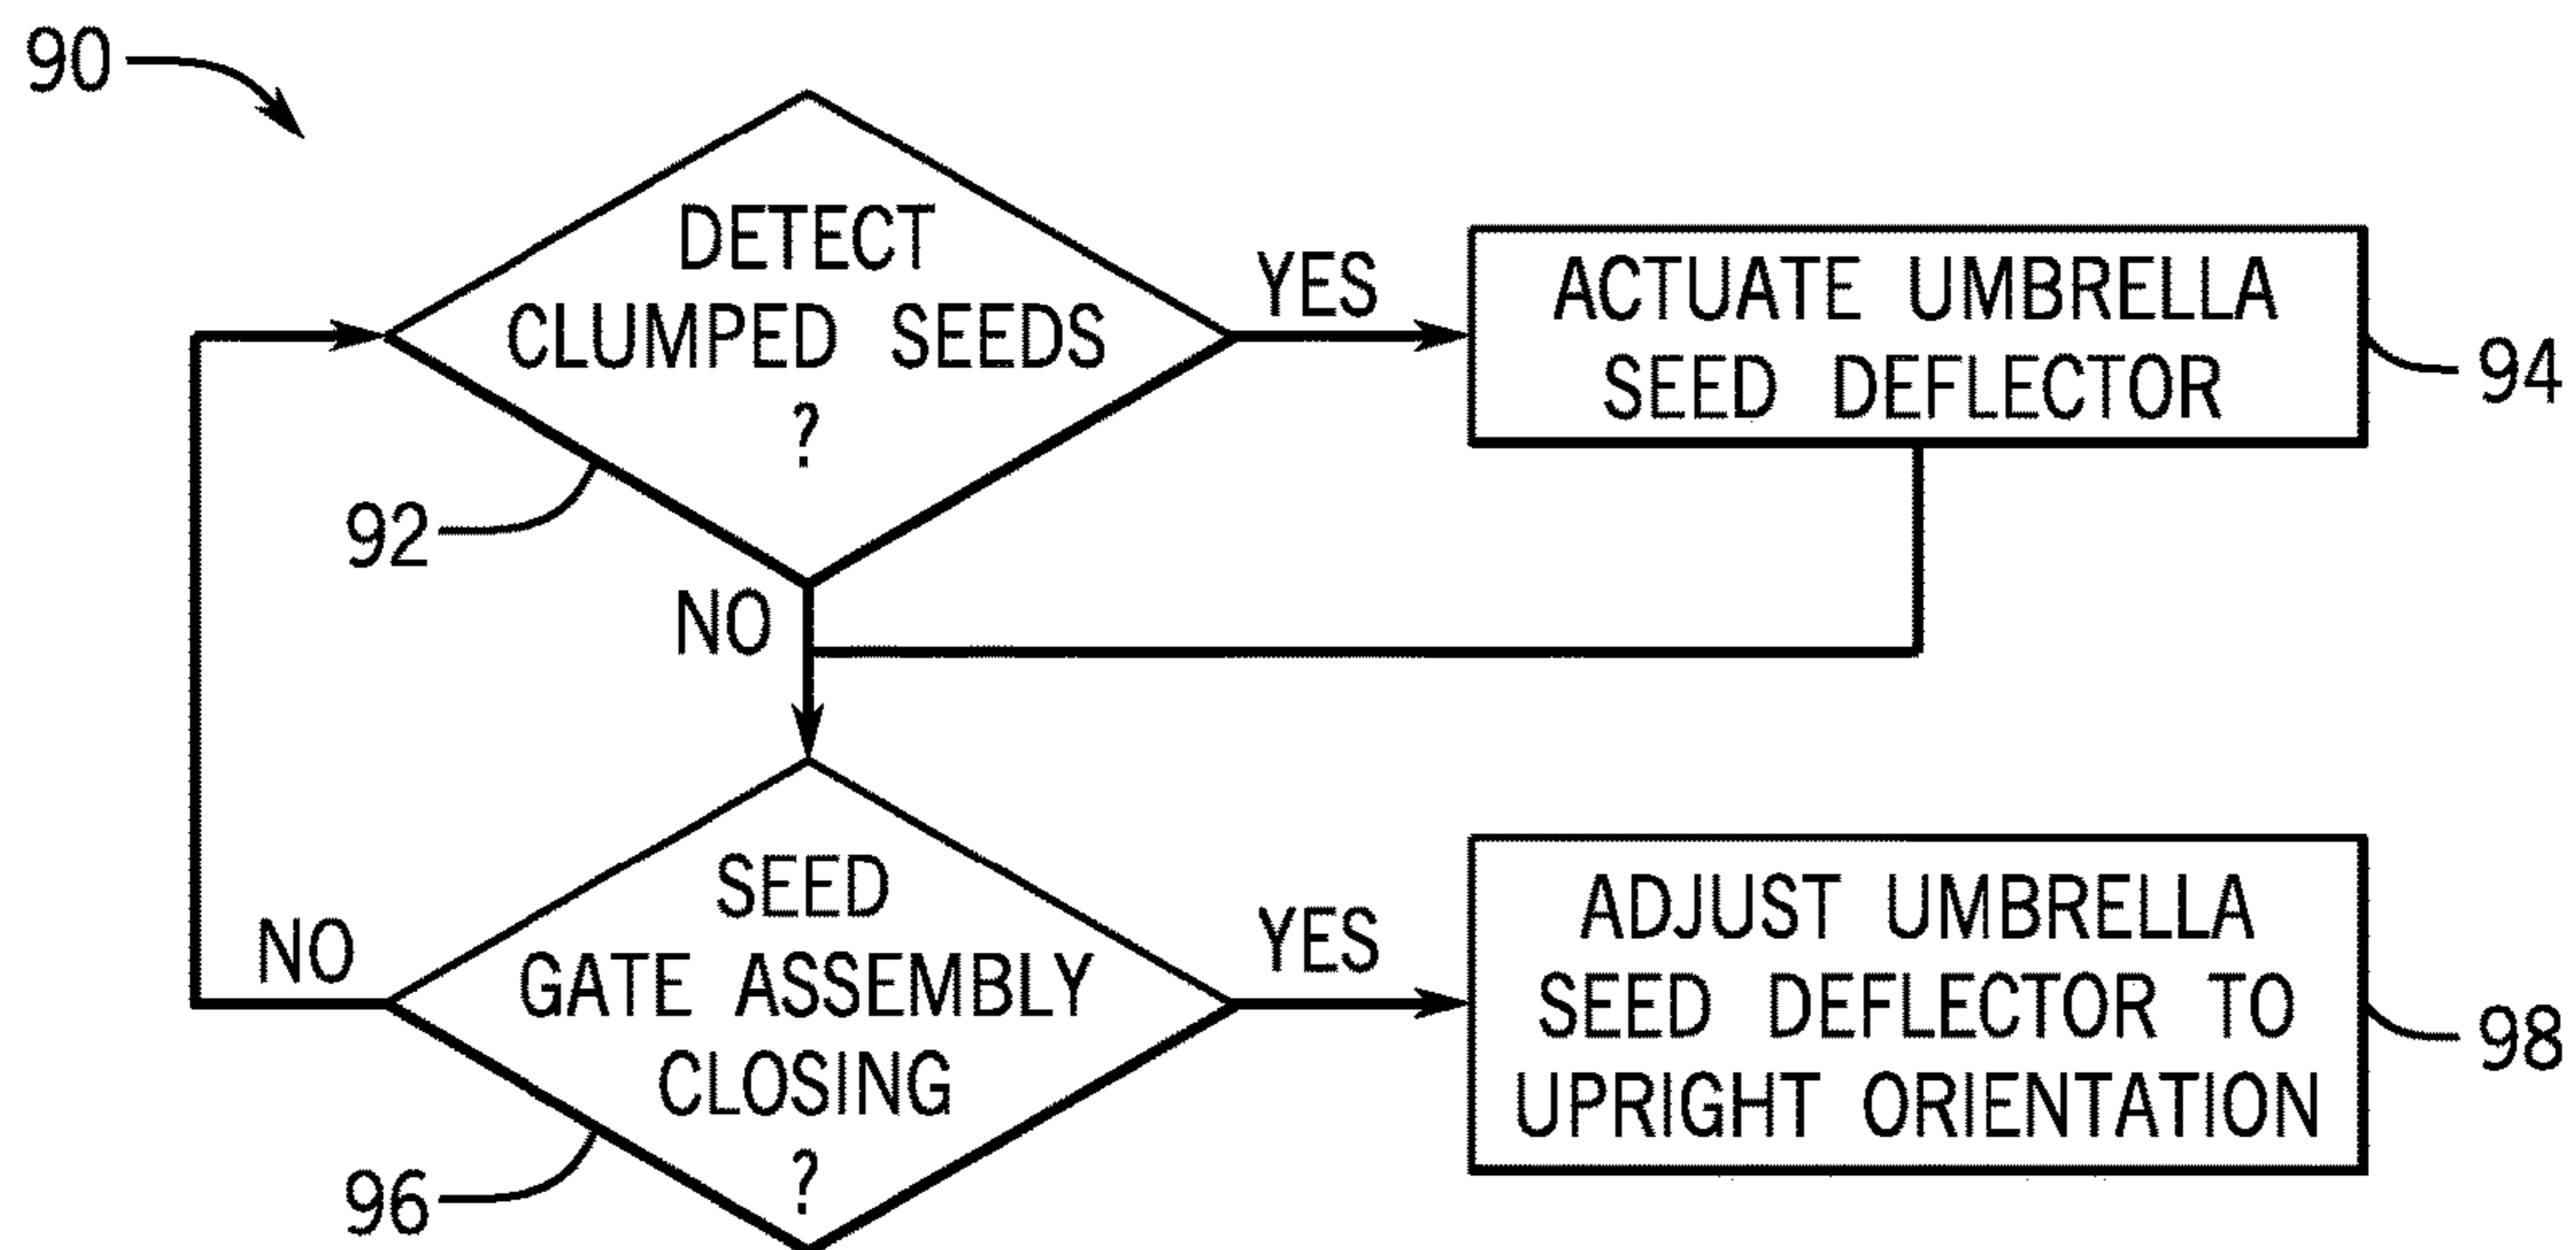 90
DETECT
CLUMPED SEEDS
?
92
YES
ACTUATE UMBRELLA
SEED DEFLECTOR
94
NO
SEED
GATE ASSEMBLY
CLOSING
?
96
NO
YES
ADJUST UMBRELLA
SEED DEFLECTOR TO
UPRIGHT ORIENTATION
98